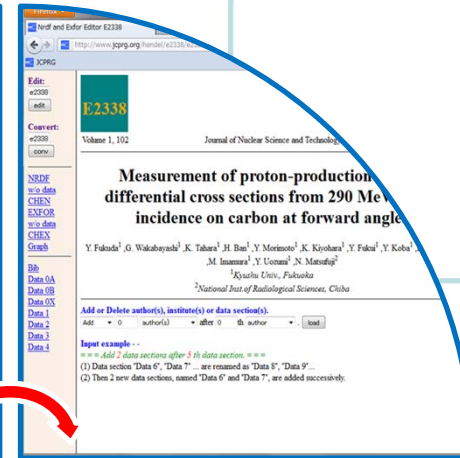 Firefox
Nrdf and Exfor Editor E2338
http://www.jcprg.org/hendel/e2338/e2338
JCPRG
Edit:
e2338
edit
Convert:
e2338
conv
NRDF
w/o data
CHEN
EXFOR
w/o data
CHEX
Graph
Bib
Data 0A
Data 0B
Data 0X
Data 1
Data 2
Data 3
Data 4
E2338
Volume 1, 102 Journal of Nuclear Science and Technology
Measurement of proton-production
differential cross sections from 290 MeV
incidence on carbon at forward angle
Y. Fukuda1 ,G. Wakabayashi1 ,K. Tahara1 ,H. Ban1 ,Y. Morimoto1 ,K. Kiyohara1 ,Y. Fukui1 ,Y. Koba1 ,
,M. Imamura1 ,Y. Uozumi1 ,N. Matsufuji2
1Kyushu Univ., Fukuoka
2National Inst.of Radiological Sciences, Chiba
Add or Delete author(s), institute(s) or data section(s).
Add 0 author(s) after 0 th author . load
Input example - -
= = = Add 2 data sections after 5 th data section. = = =
(1) Data section "Data 6", "Data 7" ... are renamed as "Data 8", "Data 9"...
(2) Then 2 new data sections, named "Data 6" and "Data 7", are added successively.